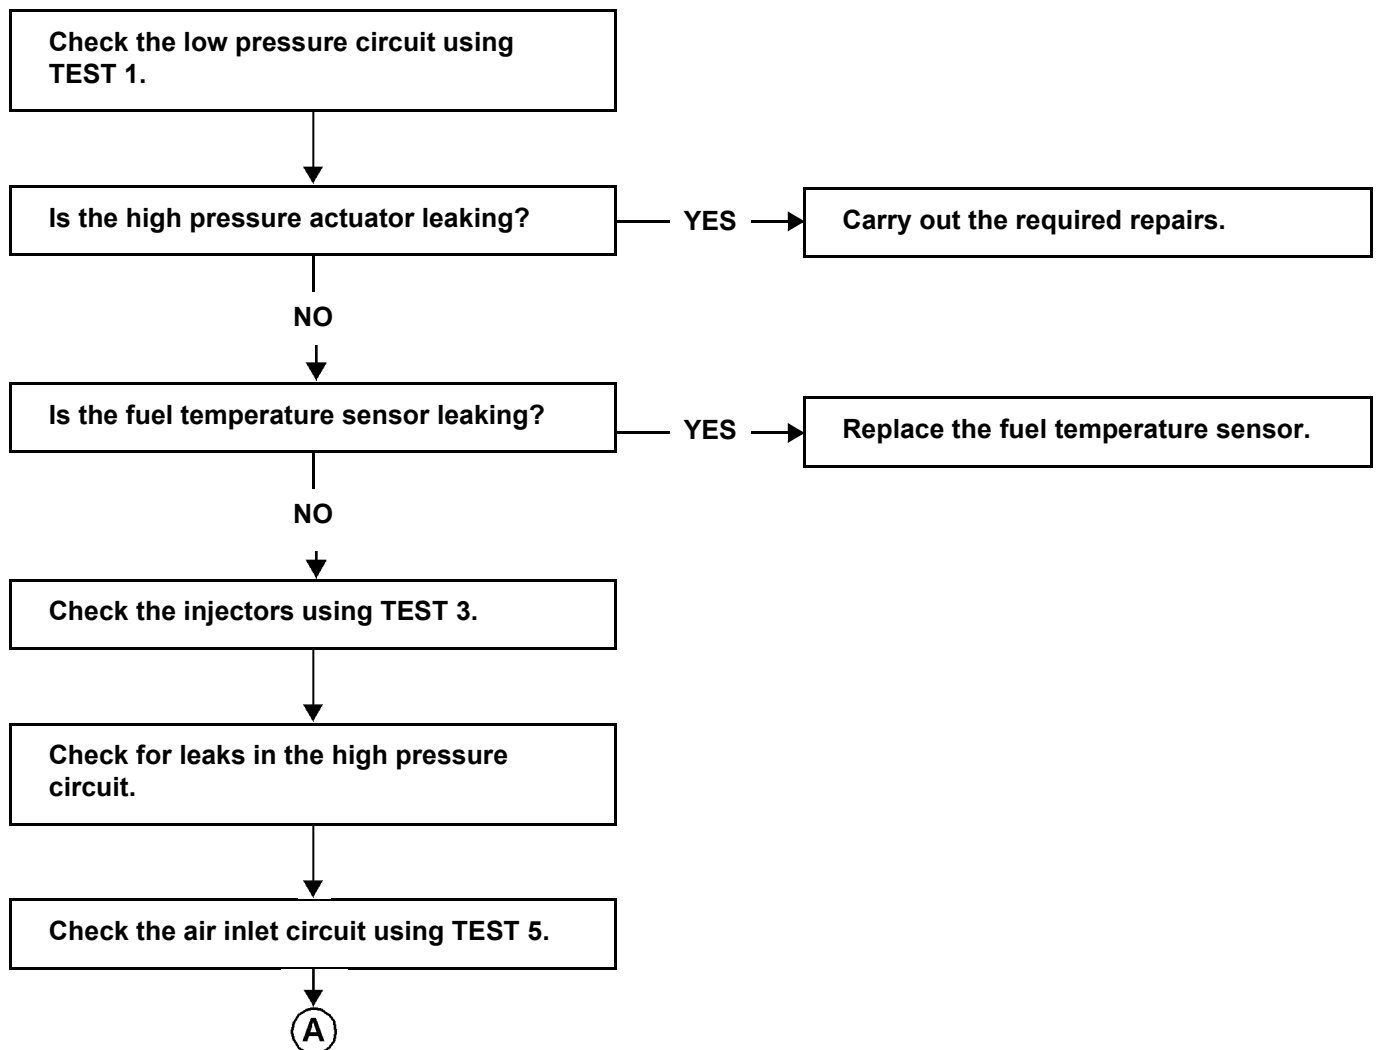 Check the low pressure circuit using
TEST 1.
Is the high pressure actuator leaking?
YES
Carry out the required repairs.
NO
Is the fuel temperature sensor leaking?
YES
Replace the fuel temperature sensor.
NO
Check the injectors using TEST 3.
Check for leaks in the high pressure
circuit.
Check the air inlet circuit using TEST 5.
A